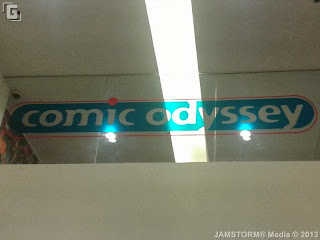 G
comic odyssey
JAMSTORM® Media © 2013